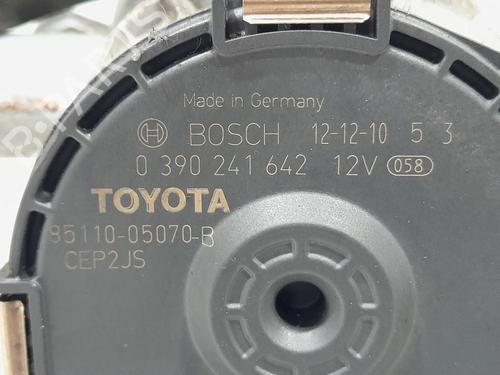 Made in Germany
BOSCH 12-12-10 5 3
0 390 241 642 12V 058
TOYOTA
85110-05070-B
CEP2JS
B-PARTS